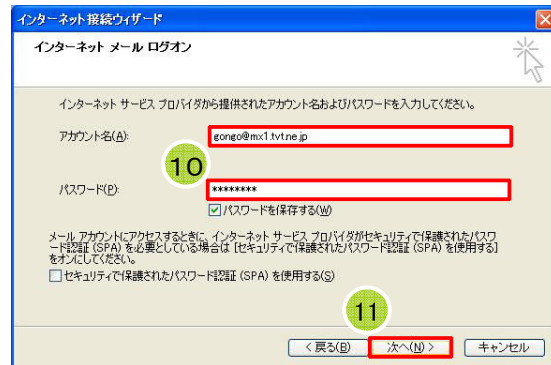 インターネット接続ウィザード
インターネット メール ログオン
インターネット サービス プロバイダから提供されたアカウント名およびパスワードを入力してください。
アカウント名(A):
gongo@mx1.tvt.ne.jp
10
パスワード(P):
********
パスワードを保存する(W)
メール アカウントにアクセスするときに、インターネット サービス プロバイダがセキュリティで保護されたパスワ
ード認証 (SPA) を必要としている場合は [セキュリティで保護されたパスワード認証 (SPA) を使用する]
をオンにしてください。
セキュリティで保護されたパスワード認証 (SPA) を使用する(S)
11
< 戻る(B)
次へ(N) >
キャンセル